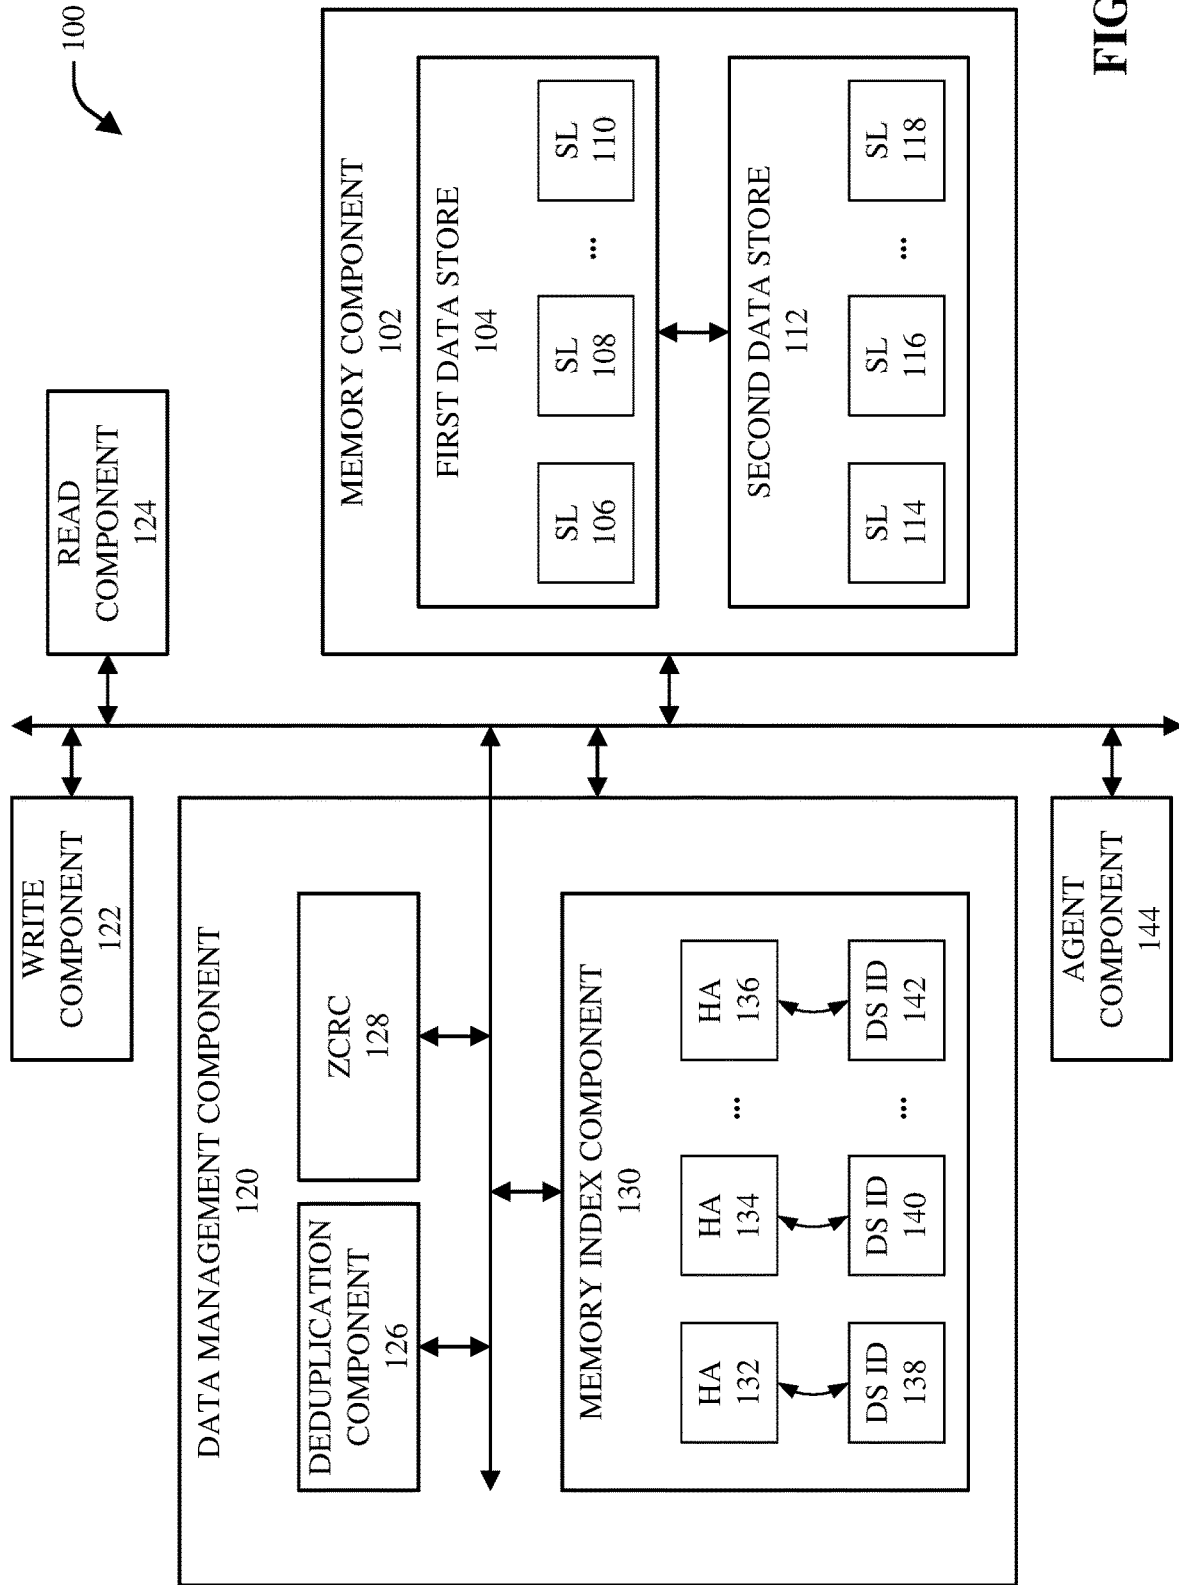 100
WRITE
COMPONENT
122
READ
COMPONENT
124
DATA MANAGEMENT COMPONENT
120
DEDUPLICATION
COMPONENT
126
ZCRC
128
MEMORY INDEX COMPONENT
130
HA
132
HA
134
...
HA
136
DS ID
138
DS ID
140
...
DS ID
142
MEMORY COMPONENT
102
FIRST DATA STORE
104
SL
106
SL
108
...
SL
110
SECOND DATA STORE
112
SL
114
SL
116
...
SL
118
AGENT
COMPONENT
144
FIG